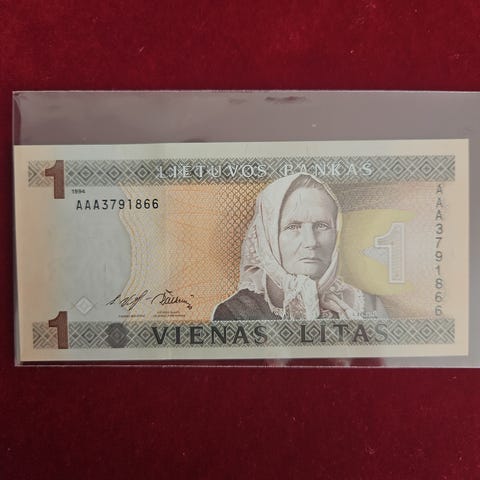 1
LIETUVOS BANKAS
1994
AAA3791866
AAA3791866
1
1
VIENAS LITAS